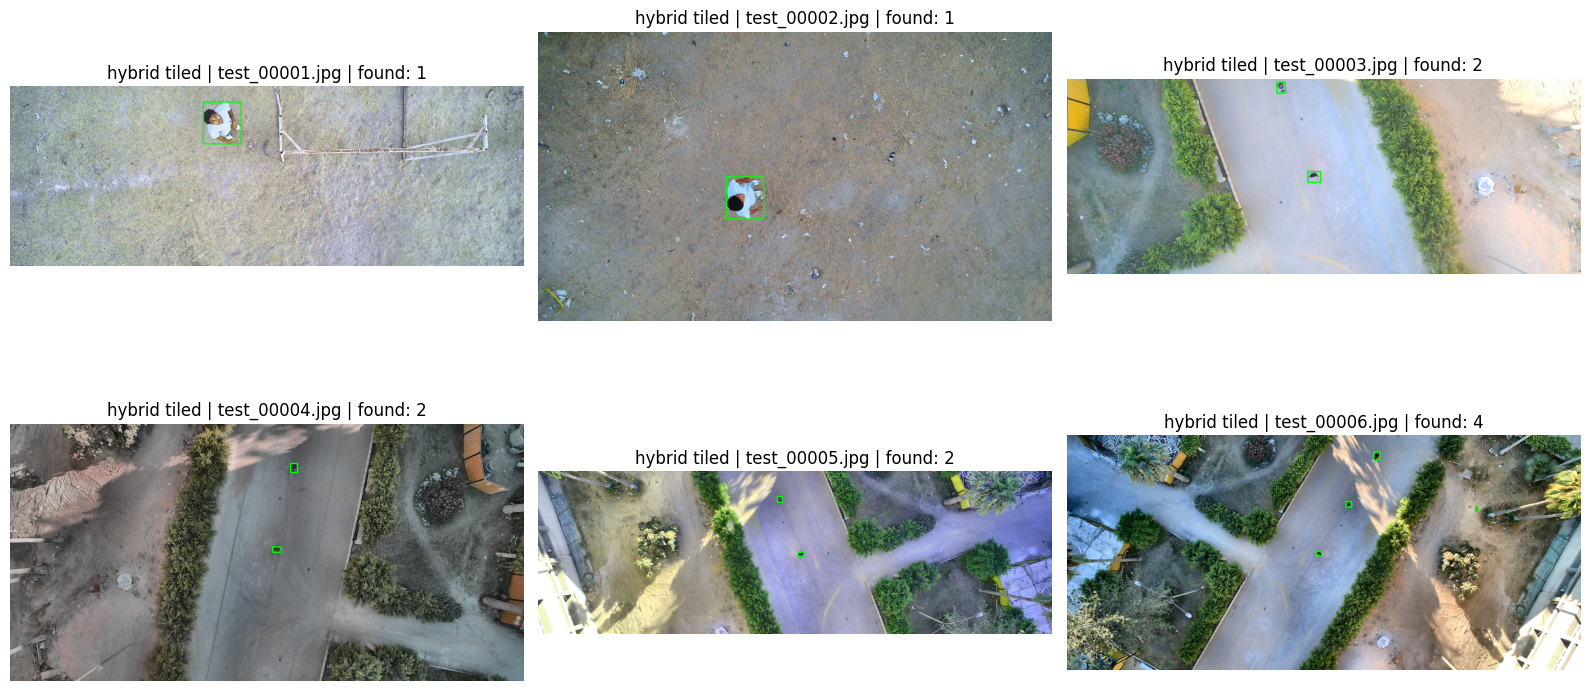 hybrid tiled | test_00001.jpg | found: 1
hybrid tiled | test_00002.jpg | found: 1
hybrid tiled | test_00003.jpg | found: 2
hybrid tiled | test_00004.jpg | found: 2
hybrid tiled | test_00005.jpg | found: 2
hybrid tiled | test_00006.jpg | found: 4